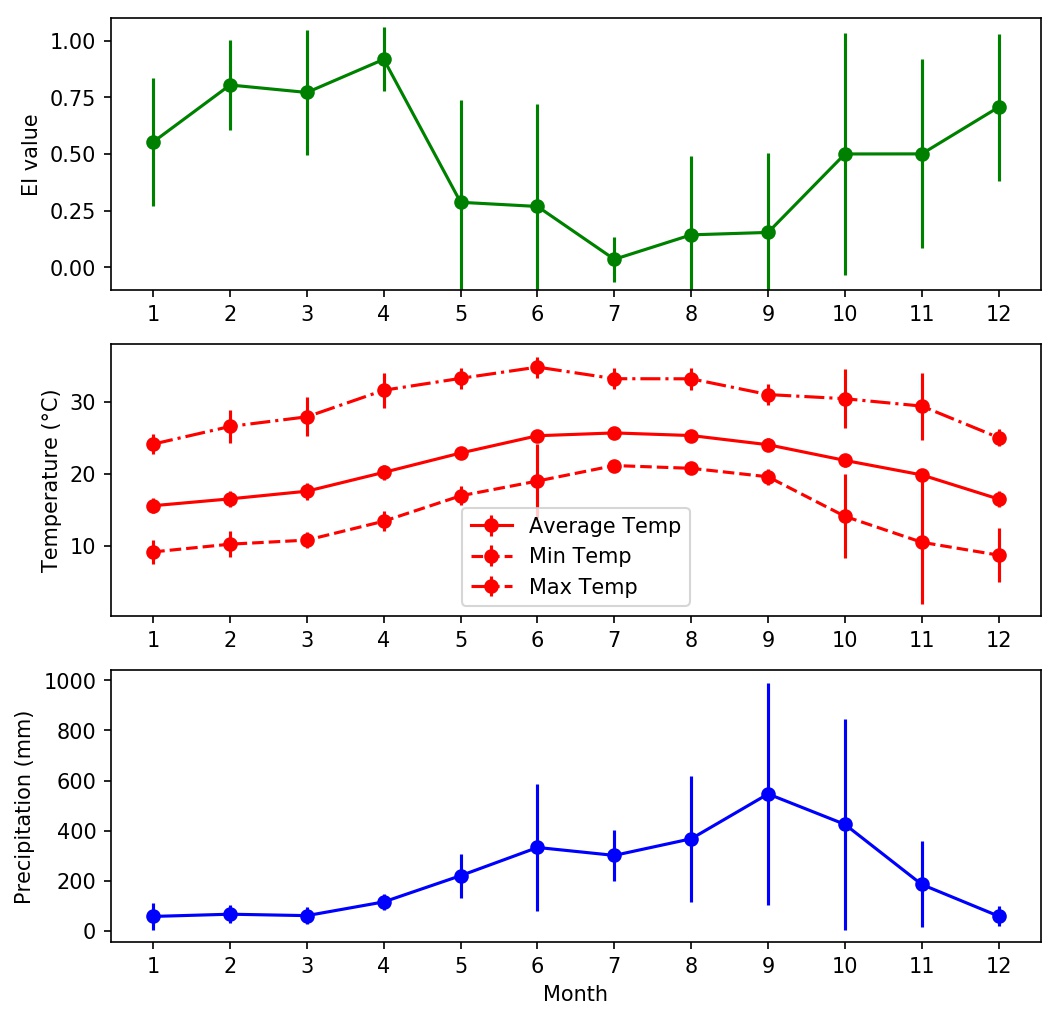 EI value
1.00
0.75
0.50
0.25
0.00
1 2 3 4 5 6 7 8 9 10 11 12
Temperature (°C)
30
20
10
Average Temp
Min Temp
Max Temp
1 2 3 4 5 6 7 8 9 10 11 12
Precipitation (mm)
1000
800
600
400
200
0
1 2 3 4 5 6 7 8 9 10 11 12
Month